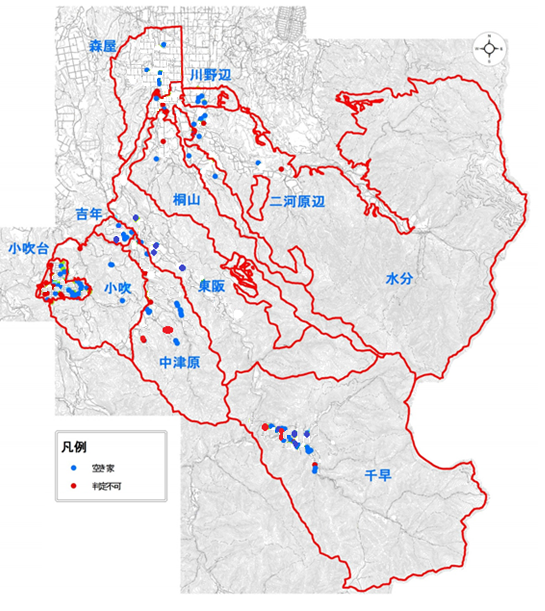 森屋
川野辺
桐山
二河原辺
吉年
小吹台
小吹
東阪
水分
中津原
千早
凡例
空き家
判定不可